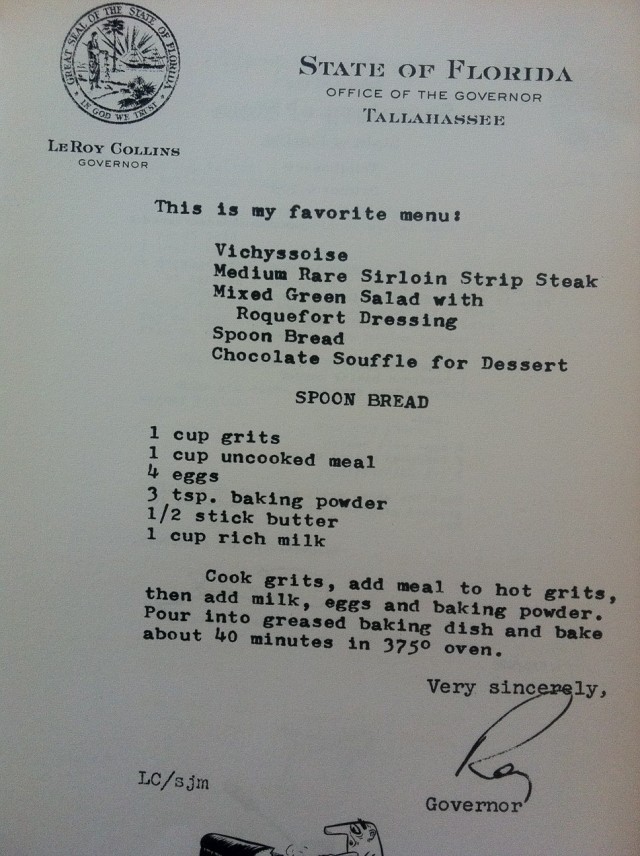 GREAT SEAL OF THE STATE OF FLORIDA
IN GOD WE TRUST
STATE OF FLORIDA
OFFICE OF THE GOVERNOR
TALLAHASSEE
LEROY COLLINS
GOVERNOR
This is my favorite menu:
Vichyssoise
Medium Rare Sirloin Strip Steak
Mixed Green Salad with
Roquefort Dressing
Spoon Bread
Chocolate Souffle for Dessert
SPOON BREAD
1 cup grits
1 cup uncooked meal
4 eggs
3 tsp. baking powder
1/2 stick butter
1 cup rich milk
Cook grits, add meal to hot grits,
then add milk, eggs and baking powder.
Pour into greased baking dish and bake
about 40 minutes in 375º oven.
Very sincerely,
Roy
LC/sjm
Governor